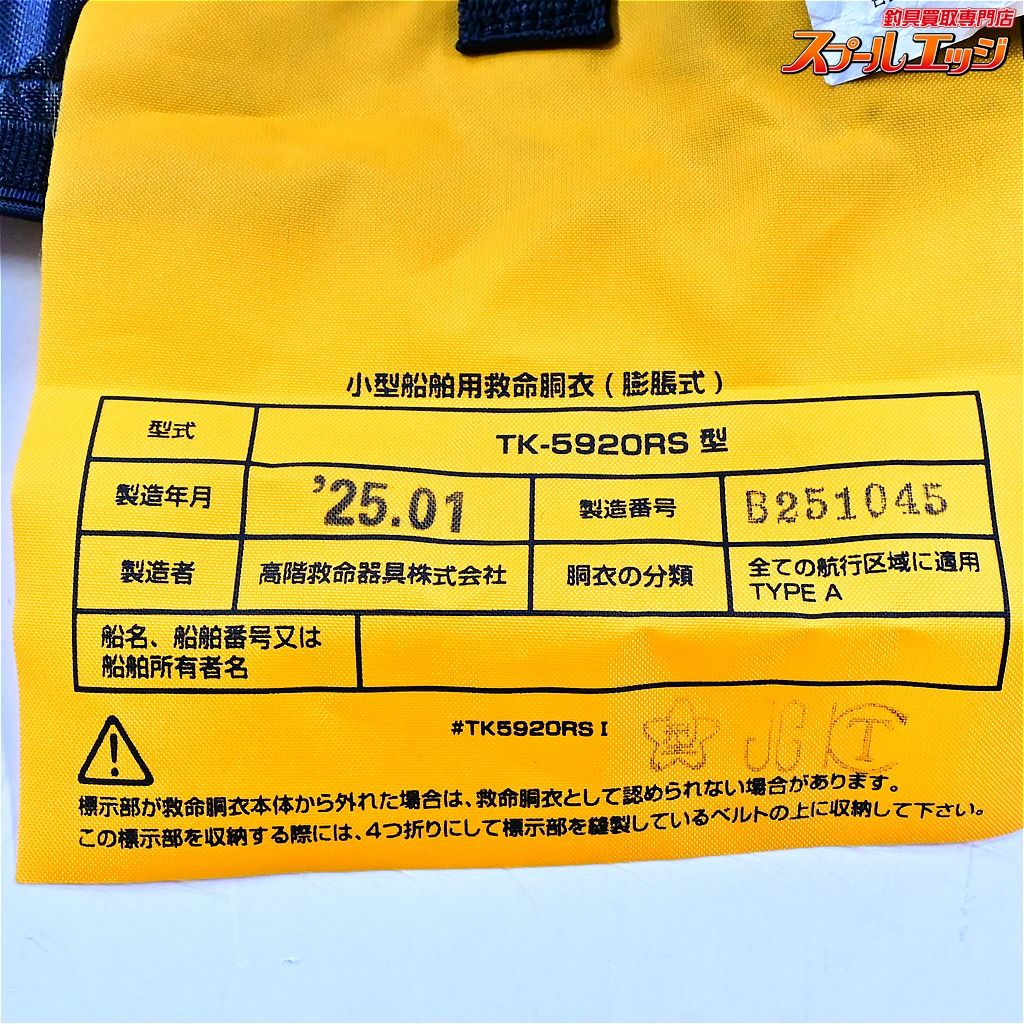 釣具買取専門店
スプールエッジ
小型船舶用救命胴衣(膨脹式)
型式
TK-5920RS 型
製造年月
'25.01
製造番号
B251045
製造者
高階救命器具株式会社
胴衣の分類
全ての航行区域に適用
TYPE A
船名、船舶番号又は
船舶所有者名
#TK5920RS I
標示部が救命胴衣本体から外れた場合は、救命胴衣として認められない場合があります。
この標示部を収納する際には、4つ折りにして標示部を縫製しているベルトの上に収納して下さい。